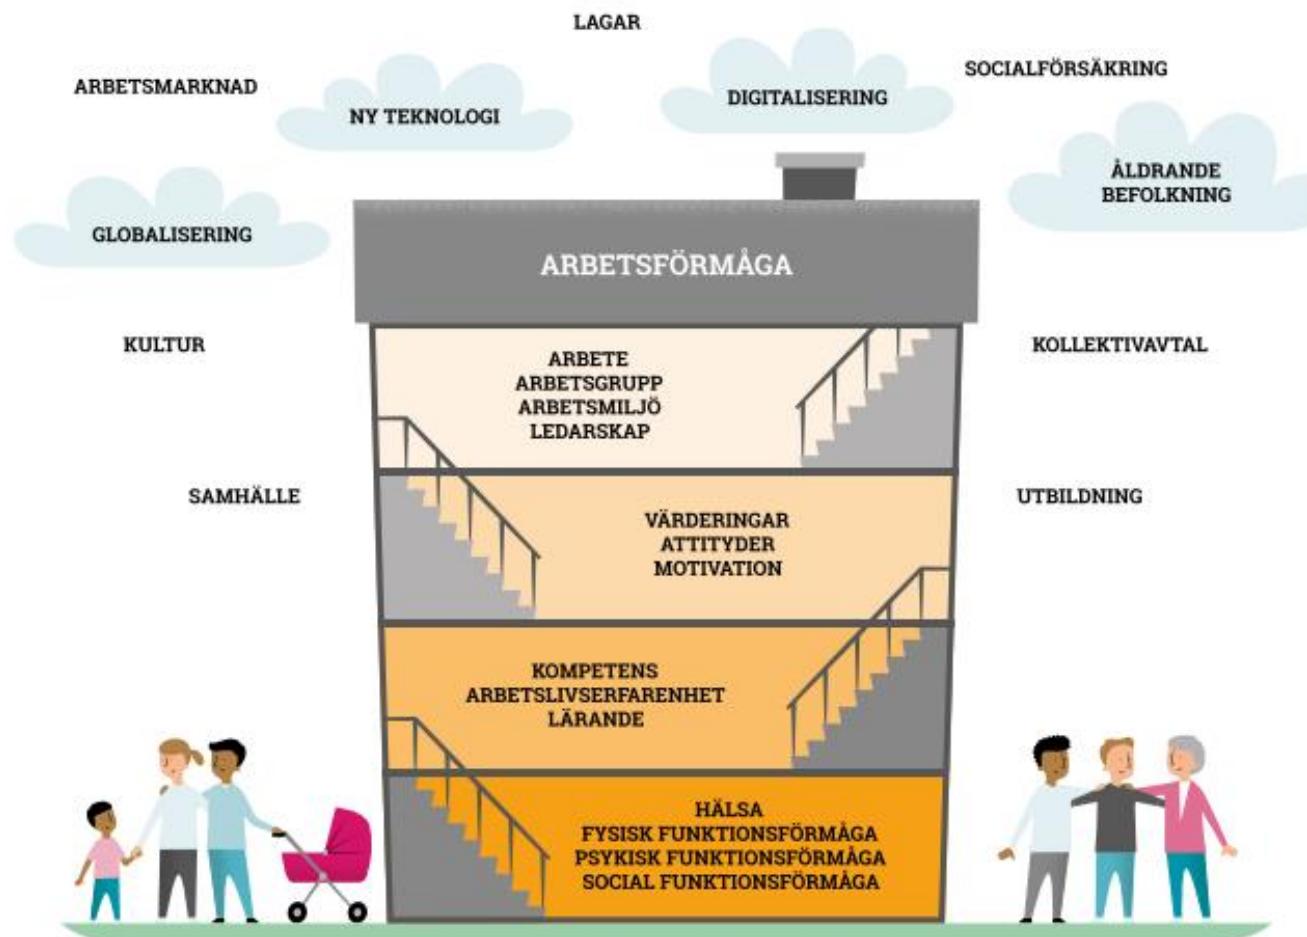 LAGAR
ARBETSMARKNAD
SOCIALFÖRSÄKRING
NY TEKNOLOGI
DIGITALISERING
ÅLDRANDE
BEFOLKNING
GLOBALISERING
ARBETSFÖRMÅGA
KULTUR
KOLLEKTIVAVTAL
ARBETE
ARBETSGRUPP
ARBETSMILJÖ
LEDARSKAP
SAMHÄLLE
UTBILDNING
VÄRDERINGAR
ATTITYDER
MOTIVATION
KOMPETENS
ARBETSLIVSERFARENHET
LÄRANDE
HÄLSA
FYSISK FUNKTIONSFÖRMÅGA
PSYKISK FUNKTIONSFÖRMÅGA
SOCIAL FUNKTIONSFÖRMÅGA